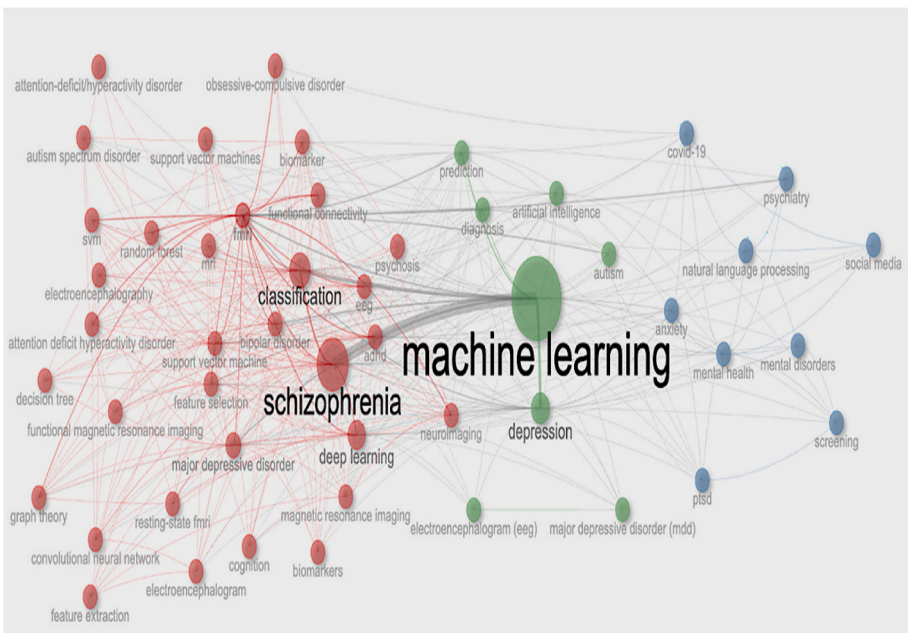 attention-deficit/hyperactivity disorder
obsessive-compulsive disorder
autism spectrum disorder
support vector machines
biomarker
prediction
covid-19
psychiatry
functional connectivity
artificial intelligence
svm
random forest
fmri
mri
psychosis
diagnosis
autism
natural language processing
social media
electroencephalography
classification
eeg
attention deficit hyperactivity disorder
bipolar disorder
support vector machine
adhd
machine learning
anxiety
mental health
mental disorders
decision tree
feature selection
schizophrenia
functional magnetic resonance imaging
neuroimaging
depression
screening
major depressive disorder
deep learning
graph theory
resting-state fmri
magnetic resonance imaging
electroencephalogram (eeg)
major depressive disorder (mdd)
ptsd
convolutional neural network
cognition
biomarkers
electroencephalogram
feature extraction